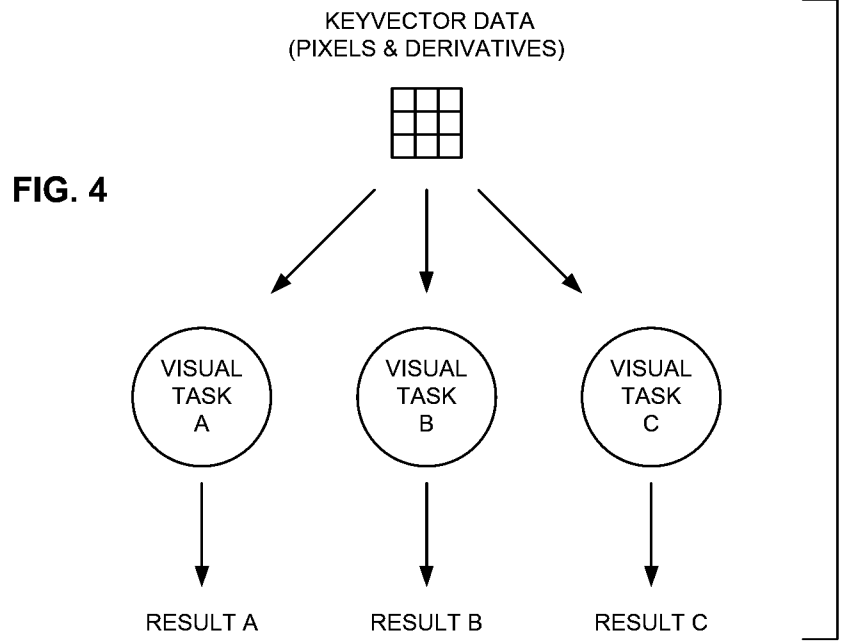 KEYVECTOR DATA
(PIXELS & DERIVATIVES)
FIG. 4
VISUAL
TASK
A
VISUAL
TASK
B
VISUAL
TASK
C
RESULT A
RESULT B
RESULT C